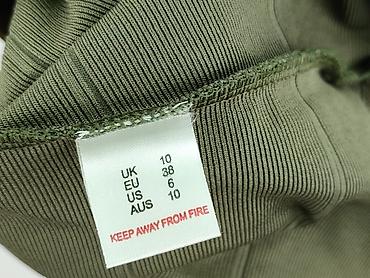 UK 10
EU 38
US 6
AUS 10
KEEP AWAY FROM FIRE